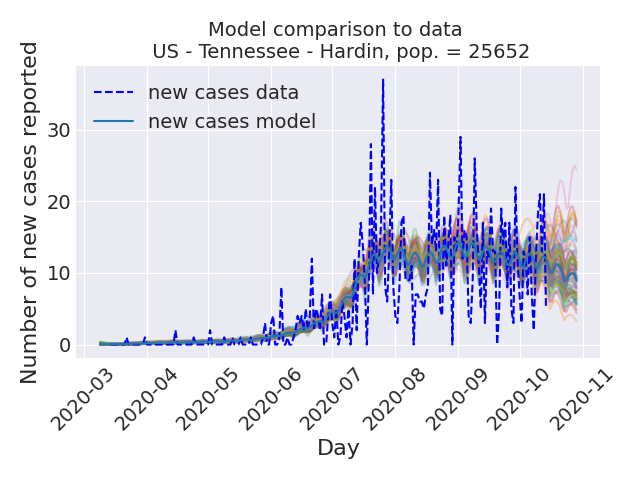 Model comparison to data
US - Tennessee - Hardin, pop. = 25652
Number of new cases reported
new cases data
new cases model
30
20
10
0
2020-03
2020-04
2020-05
2020-06
2020-07
2020-08
2020-09
2020-10
2020-11
Day